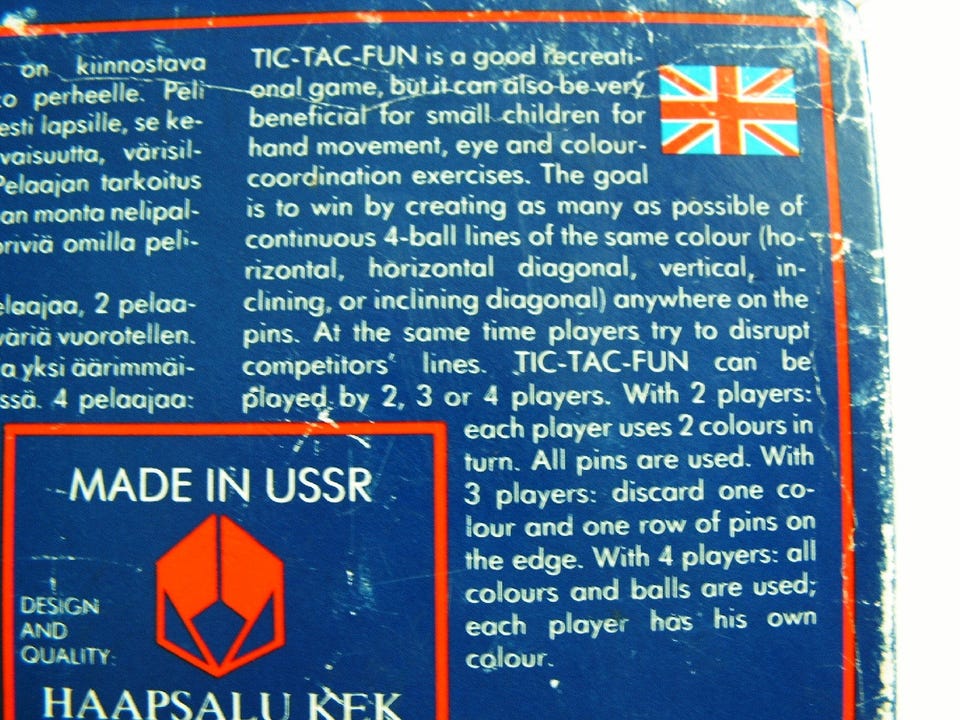 on kiinnostava
perheelle. Peli
esti lapsille, se ke-
vaisuutta, värisil-
Pelaajan tarkoitus
an monta nelipal-
riviä omilla peli-
elaajaa, 2 pelaa-
väriä vuorotellen.
a yksi äärimmäi-
ssä. 4 pelaajaa:
TIC-TAC-FUN is a good recreati-
onal game, but it can also be very
beneficial for small children for
hand movement, eye and colour-
coordination exercises. The goal
is to win by creating as many as possible of
continuous 4-ball lines of the same colour (ho-
rizontal, horizontal diagonal, vertical, in-
clining, or inclining diagonal) anywhere on the
pins. At the same time players try to disrupt
competitors' lines. TIC-TAC-FUN can be
played by 2, 3 or 4 players. With 2 players:
each player uses 2 colours in
turn. All pins are used. With
3 players: discard one co-
lour and one row of pins on
the edge. With 4 players: all
colours and balls are used;
each player has his own
colour.
MADE IN USSR
DESIGN
AND
QUALITY:
HAAPSALU KEK